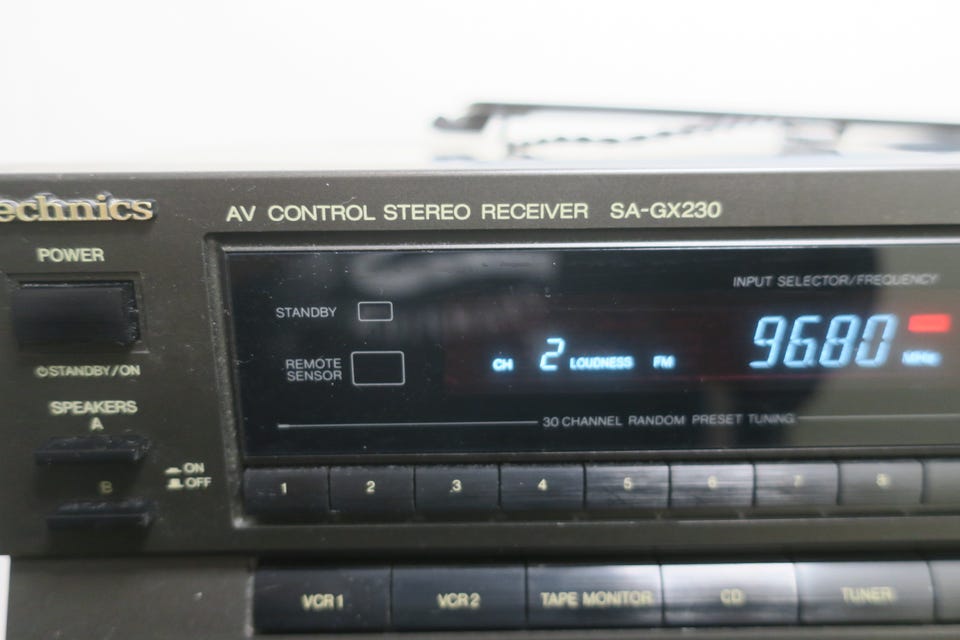 echnics
AV CONTROL STEREO RECEIVER SA-GX230
POWER
INPUT SELECTOR/FREQUENCY
STANDBY
REMOTE
SENSOR
CH 2 LOUDNESS FM 96.80 MHz
⏻STANDBY/ON
SPEAKERS
A
30 CHANNEL RANDOM PRESET TUNING
ON
OFF
B
1 2 3 4 5 6 7 8
VCR 1 VCR 2 TAPE MONITOR CD TUNER